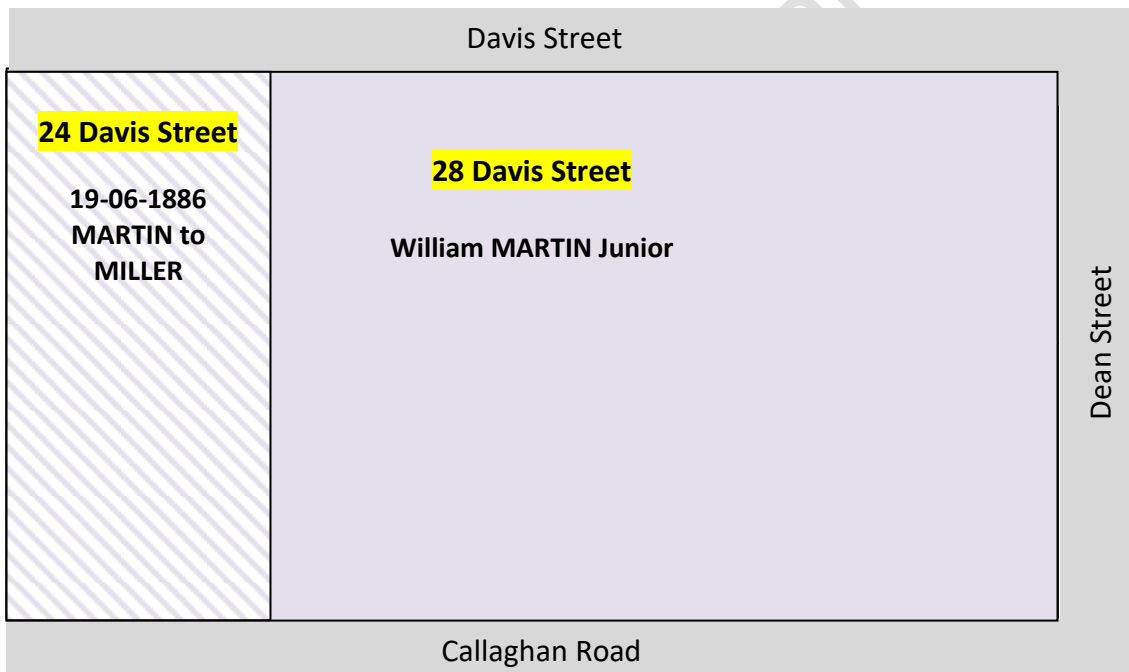 Davis Street
24 Davis Street
19-06-1886
MARTIN to
MILLER
28 Davis Street
William MARTIN Junior
Dean Street
Callaghan Road